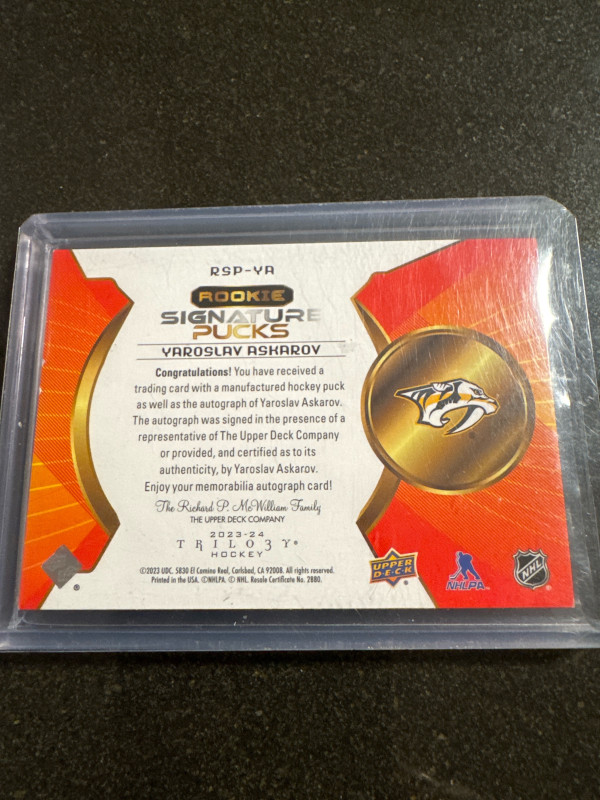 RSP-YA
ROOKIE
SIGNATURE
PUCKS
YAROSLAV ASKAROV
Congratulations! You have received a
trading card with a manufactured hockey puck
as well as the autograph of Yaroslav Askarov.
The autograph was signed in the presence of a
representative of The Upper Deck Company
or provided, and certified as to its
authenticity, by Yaroslav Askarov.
Enjoy your memorabilia autograph card!
The Richard P. McWilliam Family
THE UPPER DECK COMPANY
2023-24
TRILO3Y
HOCKEY
©2023 UDC. 5830 El Camino Real, Carlsbad, CA 92008. All rights reserved.
Printed in the USA. ©NHLPA. © NHL. Resale Certificate No. 2880.
UPPER
D·E·C·K
NHLPA
NHL